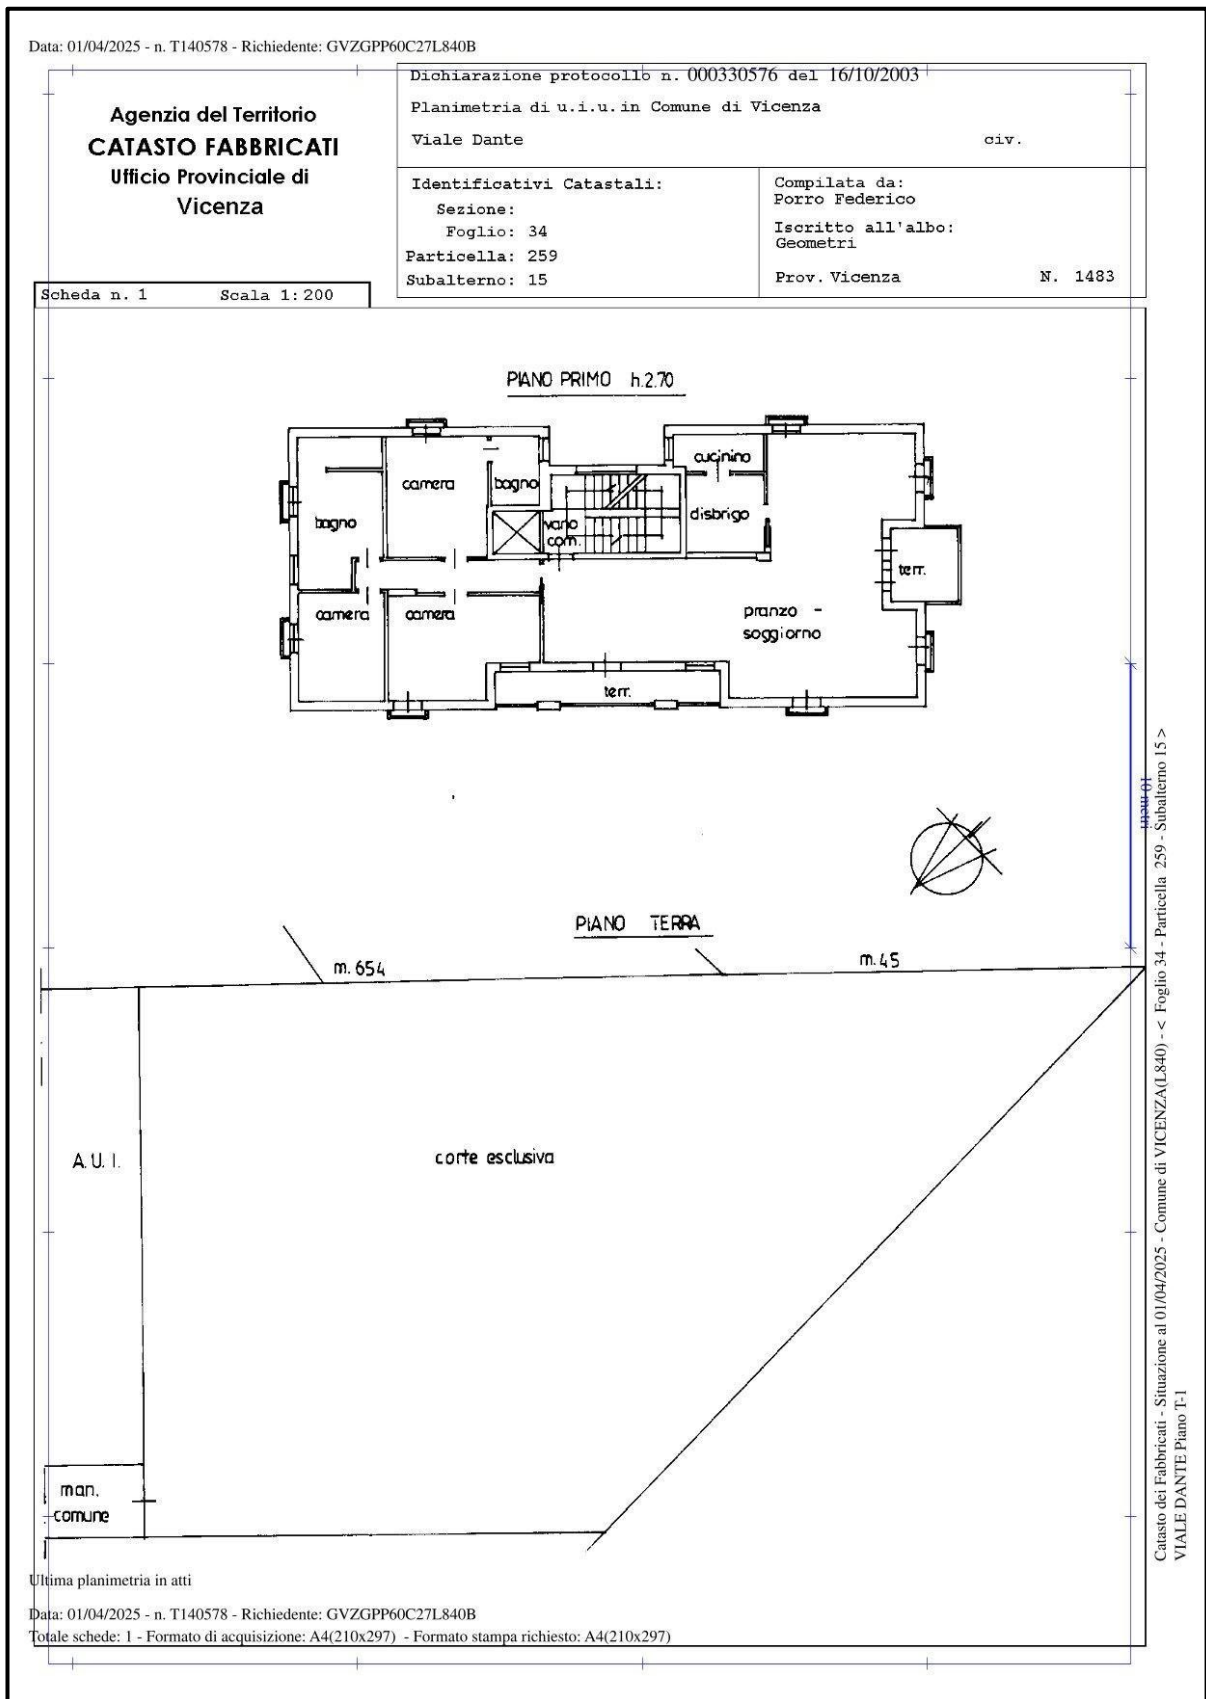 Data: 01/04/2025 - n. T140578 - Richiedente: GVZGPP60C27L840B
Agenzia del Territorio
CATASTO FABBRICATI
Ufficio Provinciale di
Vicenza
Dichiarazione protocollo n. 000330576 del 16/10/2003
Planimetria di u.i.u. in Comune di Vicenza
Viale Dante civ.
Identificativi Catastali:
Sezione:
Foglio: 34
Particella: 259
Subalterno: 15
Compilata da:
Porro Federico
Iscritto all'albo:
Geometri
Prov. Vicenza N. 1483
Scheda n. 1 Scala 1:200
PIANO PRIMO h.2.70
cucinino
camera
bagno
disbrigo
bagno
vano
com.
terr.
camera
camera
pranzo -
soggiorno
terr.
10 metri
PIANO TERRA
m. 654
m. 45
A.U.I.
corte esclusiva
man.
comune
Catasto dei Fabbricati - Situazione al 01/04/2025 - Comune di VICENZA(L840) - < Foglio 34 - Particella 259 - Subalterno 15 >
VIALE DANTE Piano T-1
Ultima planimetria in atti
Data: 01/04/2025 - n. T140578 - Richiedente: GVZGPP60C27L840B
Totale schede: 1 - Formato di acquisizione: A4(210x297) - Formato stampa richiesto: A4(210x297)